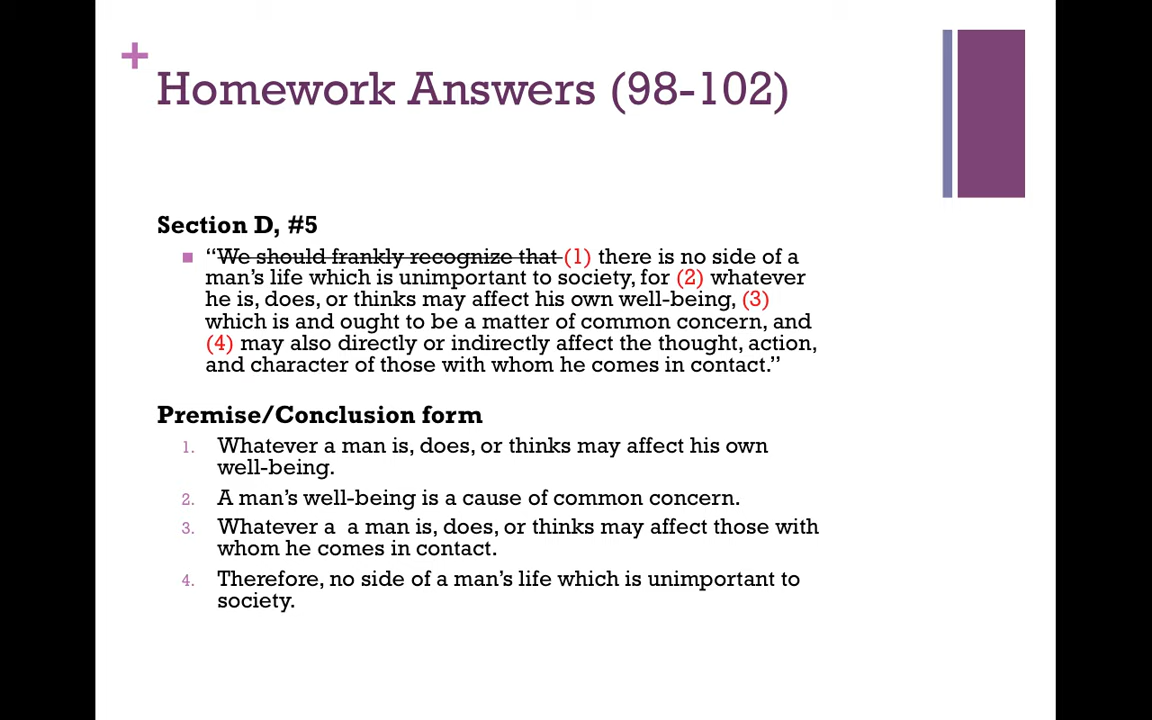 +
Homework Answers (98-102)
Section D, #5
“We should frankly recognize that (1) there is no side of a
man’s life which is unimportant to society, for (2) whatever
he is, does, or thinks may affect his own well-being, (3)
which is and ought to be a matter of common concern, and
(4) may also directly or indirectly affect the thought, action,
and character of those with whom he comes in contact.”
Premise/Conclusion form
1. Whatever a man is, does, or thinks may affect his own
well-being.
2. A man’s well-being is a cause of common concern.
3. Whatever a  a man is, does, or thinks may affect those with
whom he comes in contact.
4. Therefore, no side of a man’s life which is unimportant to
society.